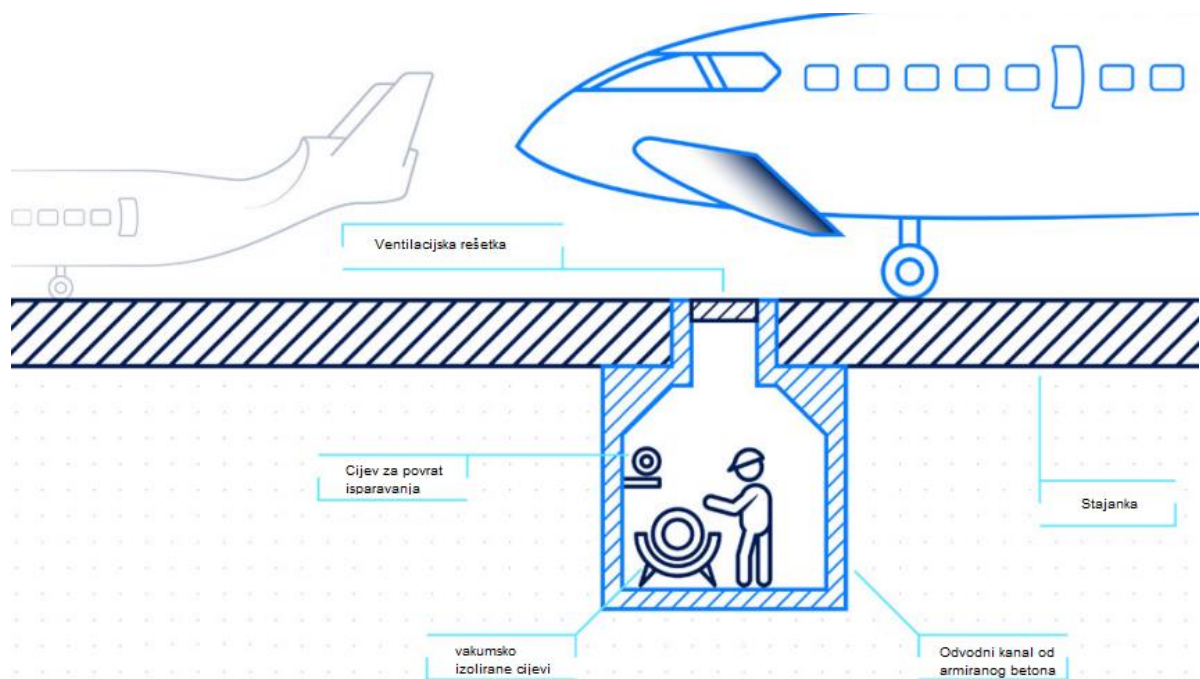 Ventilacijska rešetka
Cijev za povrat
isparavanja
Stajanka
vakumsko
izolirane cijevi
Odvodni kanal od
armiranog betona